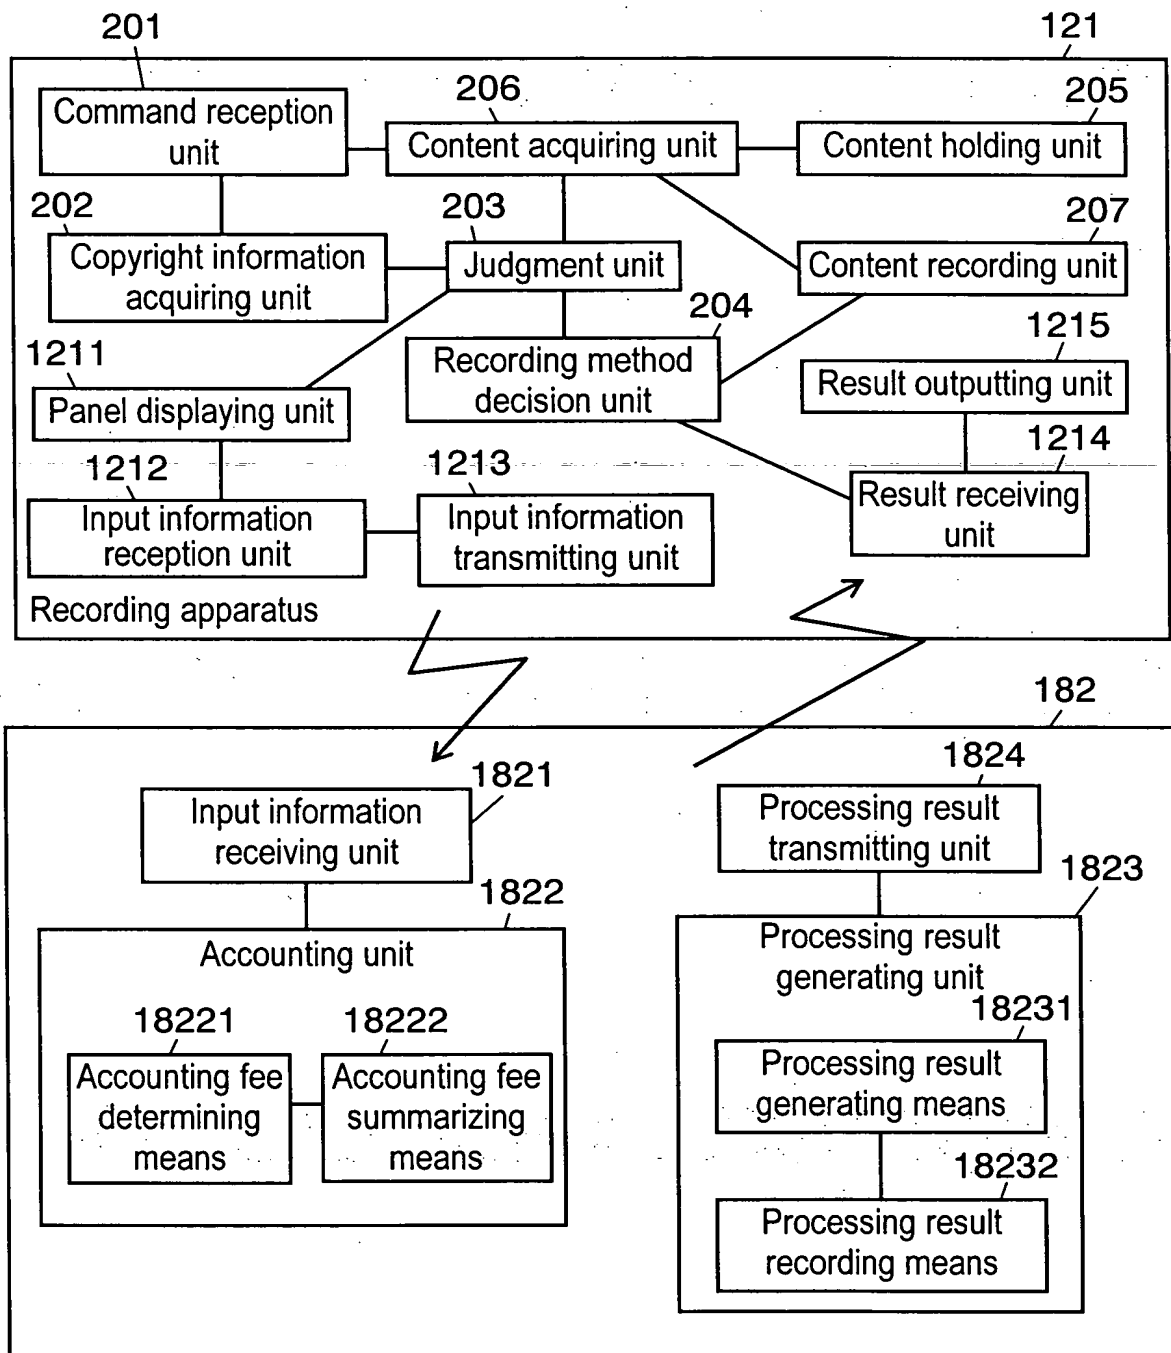 201
121
206
205
Command reception
unit
Content acquiring unit
Content holding unit
202
203
207
Copyright information
acquiring unit
Judgment unit
Content recording unit
204
1215
1211
Recording method
decision unit
Result outputting unit
Panel displaying unit
1214
1212
1213
Input information
reception unit
Input information
transmitting unit
Result receiving
unit
Recording apparatus
182
1821
1824
Input information
receiving unit
Processing result
transmitting unit
1822
1823
Accounting unit
Processing result
generating unit
18221
18222
18231
Accounting fee
determining
means
Accounting fee
summarizing
means
Processing result
generating means
18232
Processing result
recording means